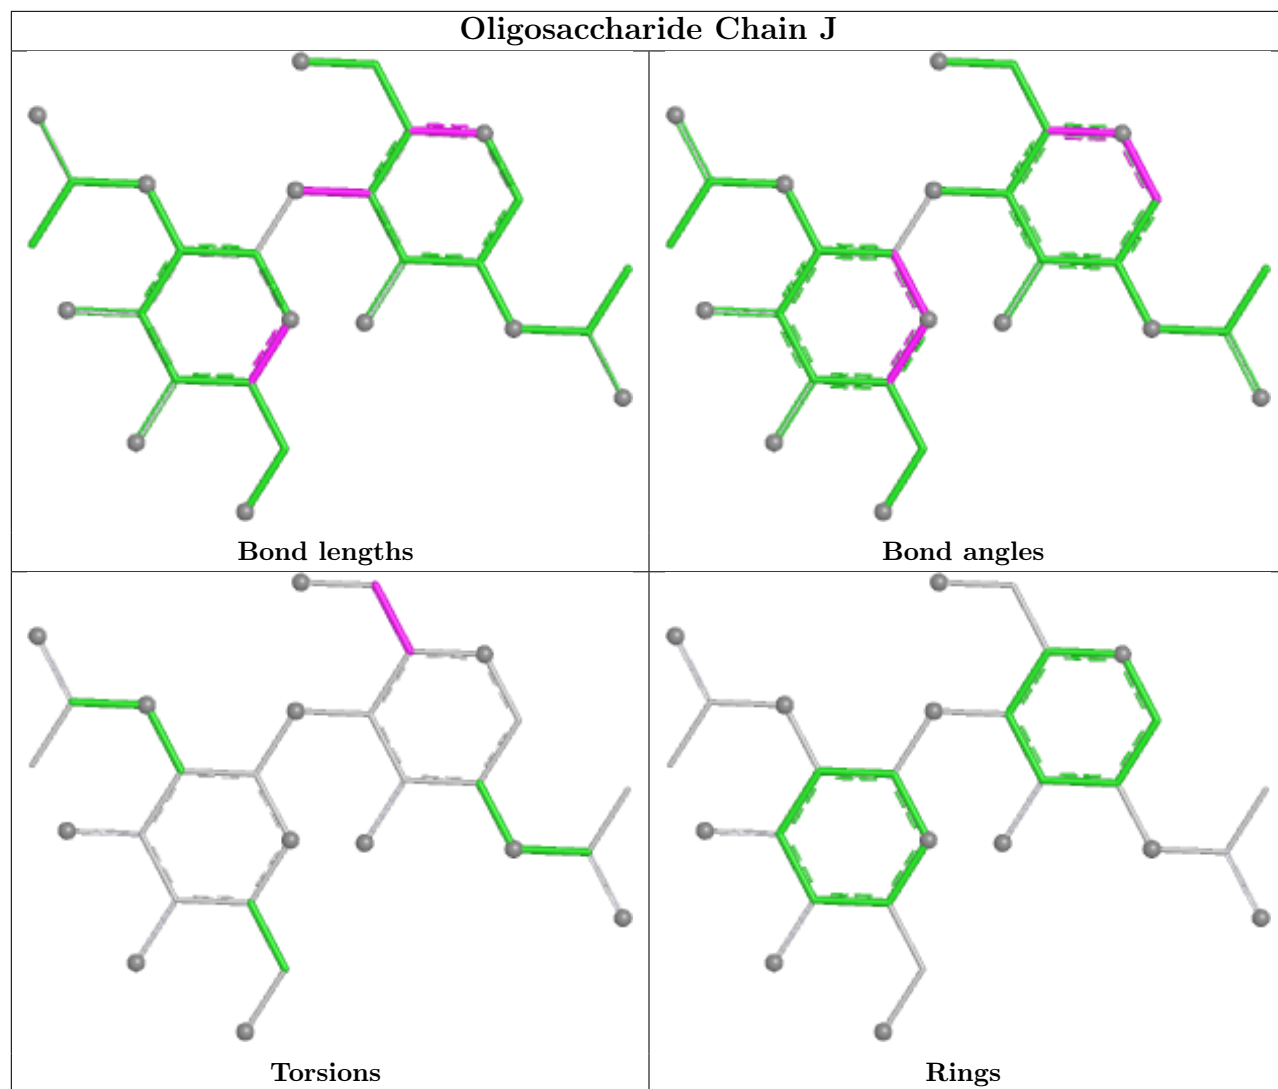 Oligosaccharide Chain J
Bond lengths
Bond angles
Torsions
Rings